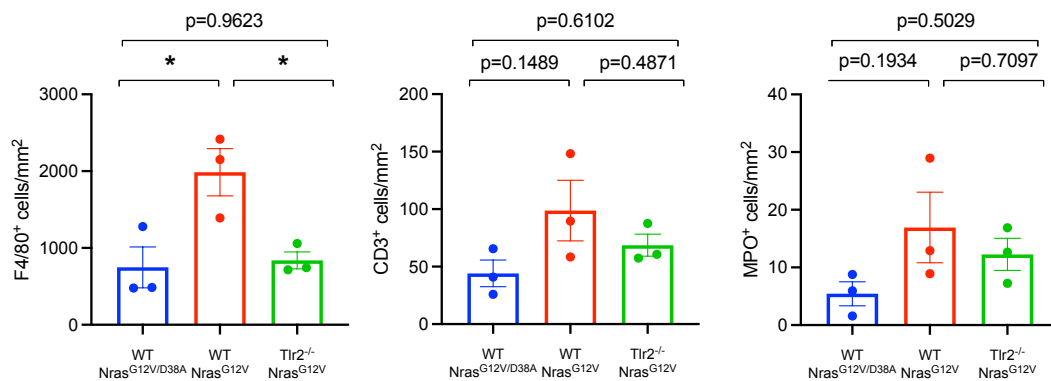 p=0.9623
* *
3000
2000
1000
0
F4/80⁺ cells/mm²
WT
Nras^G12V/D38A
WT
Nras^G12V
Tlr2⁻/⁻
Nras^G12V
p=0.6102
p=0.1489 p=0.4871
200
150
100
50
0
CD3⁺ cells/mm²
WT
Nras^G12V/D38A
WT
Nras^G12V
Tlr2⁻/⁻
Nras^G12V
p=0.5029
p=0.1934 p=0.7097
40
30
20
10
0
MPO⁺ cells/mm²
WT
Nras^G12V/D38A
WT
Nras^G12V
Tlr2⁻/⁻
Nras^G12V